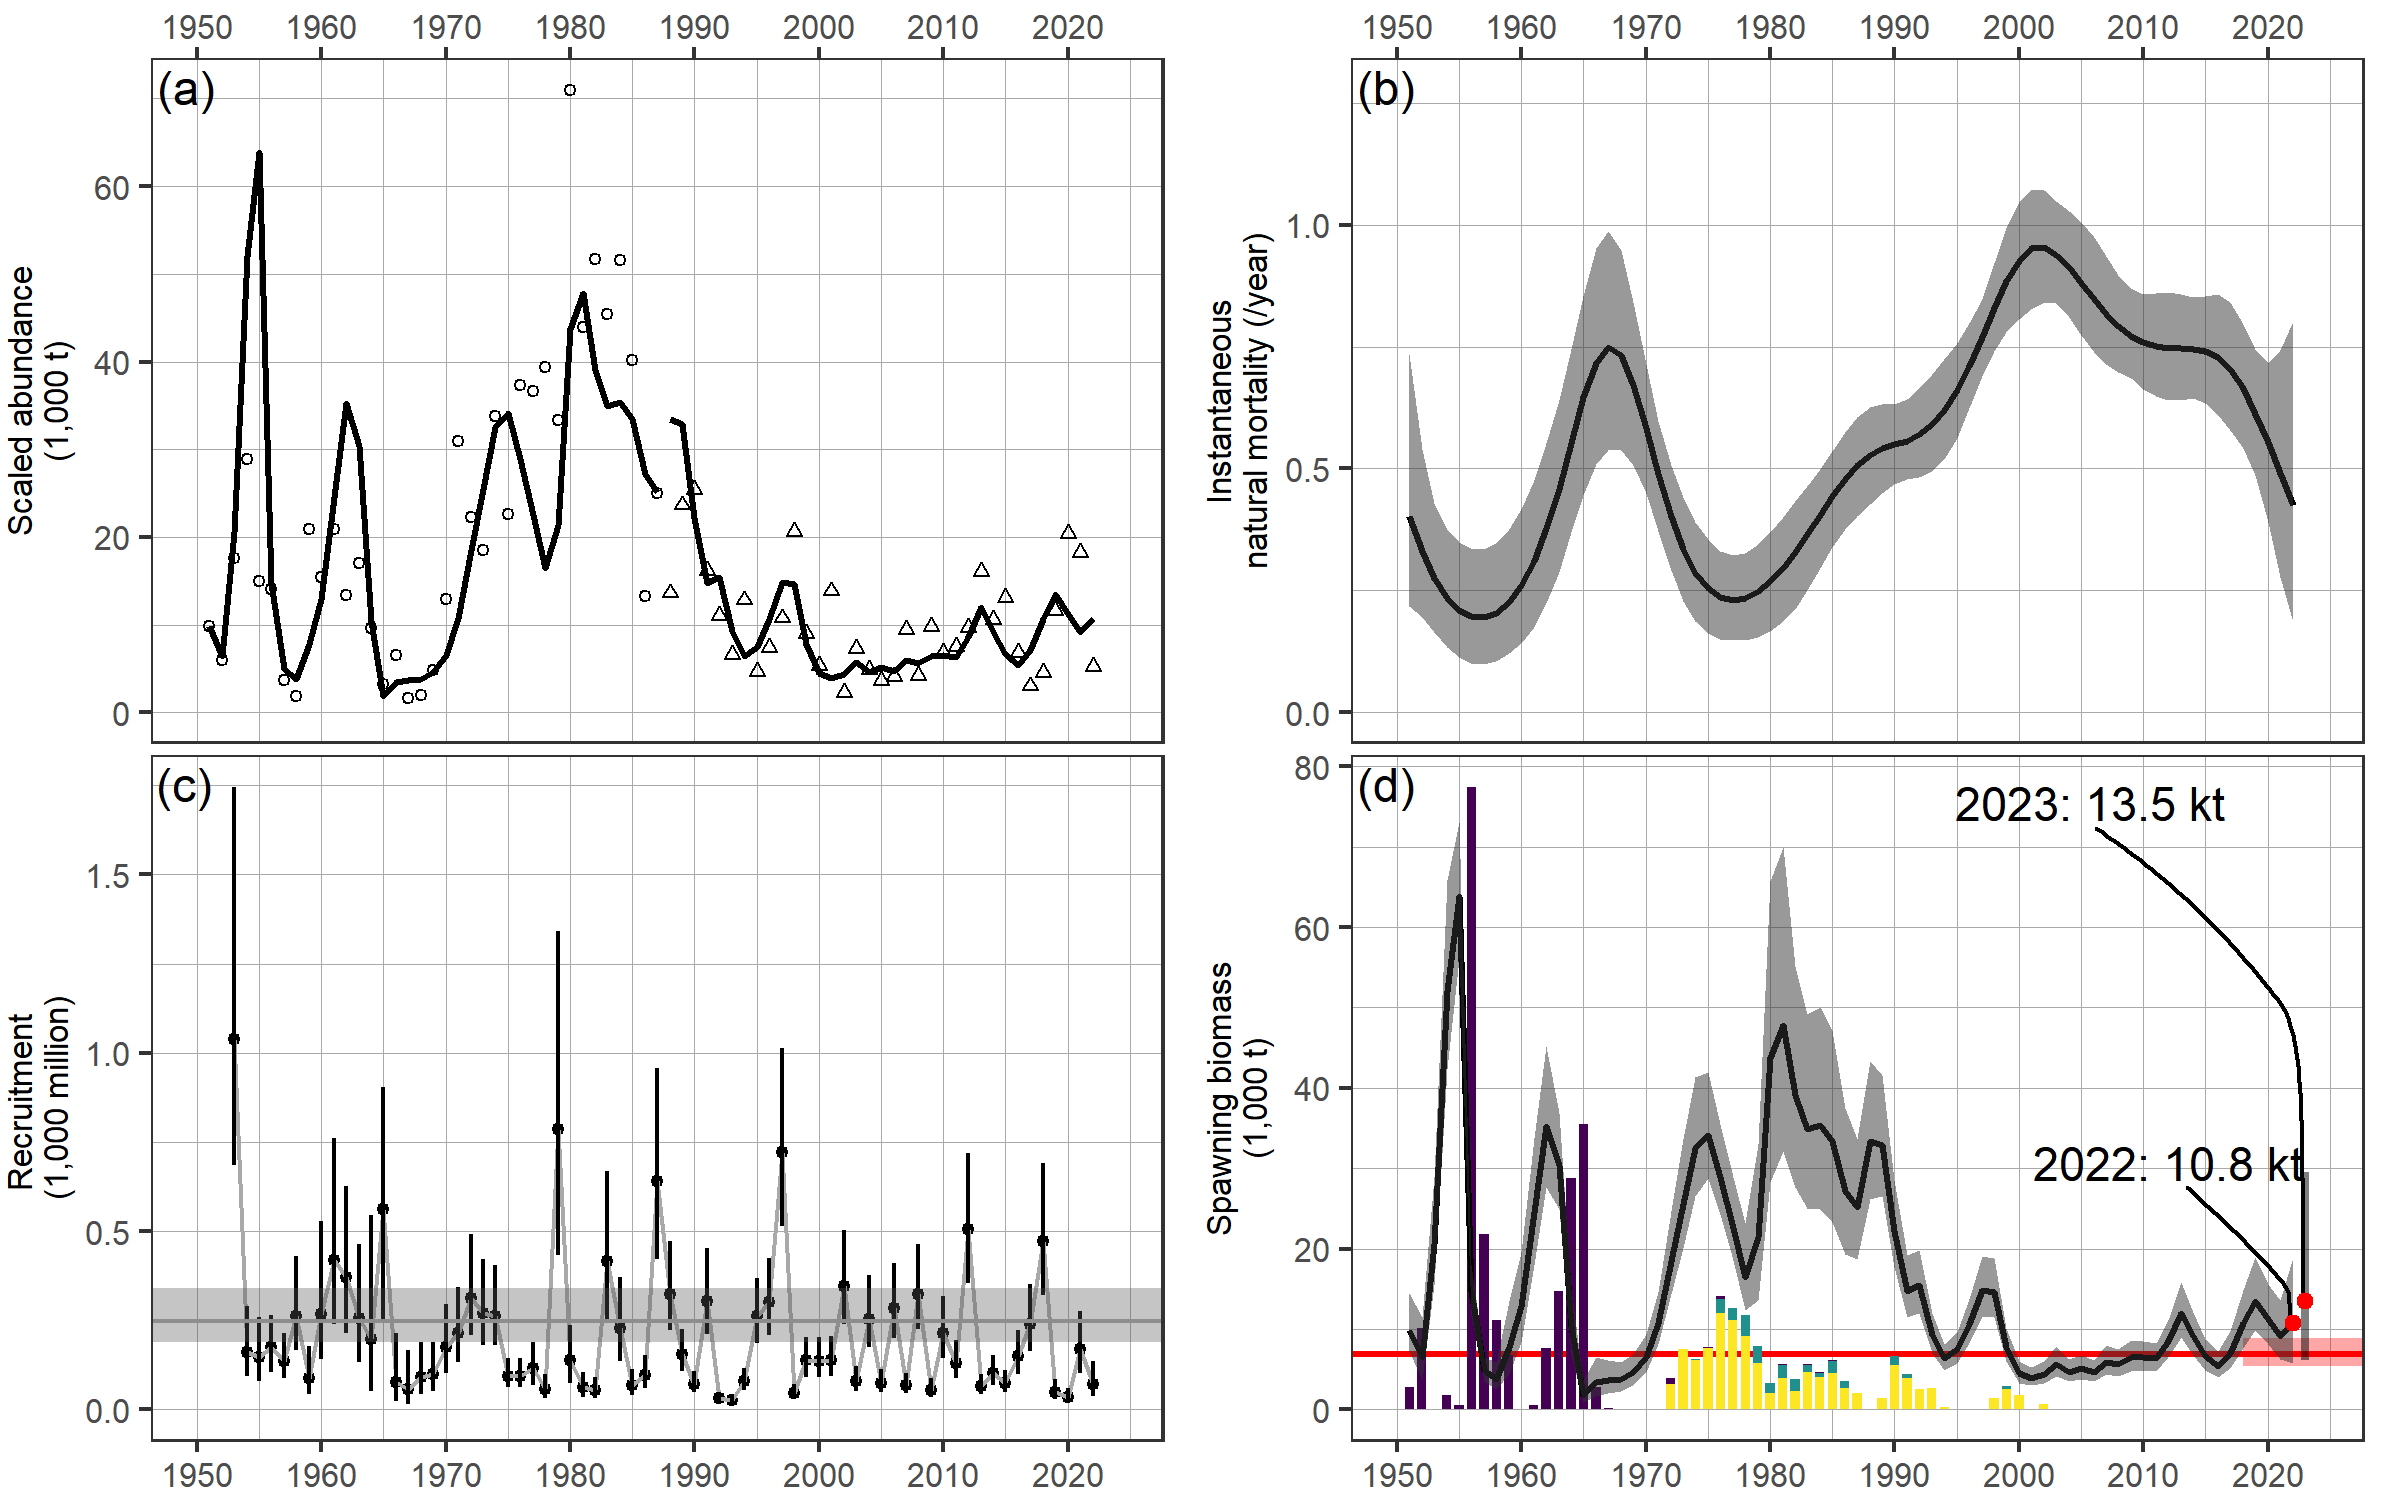 1950 1960 1970 1980 1990 2000 2010 2020
(a)
60
40
20
0
Scaled abundance
(1,000 t)
1950 1960 1970 1980 1990 2000 2010 2020
(b)
1.0
0.5
0.0
Instantaneous
natural mortality (/year)
(c)
1.5
1.0
0.5
0.0
Recruitment
(1,000 million)
1950 1960 1970 1980 1990 2000 2010 2020
(d)
80
60
40
20
0
Spawning biomass
(1,000 t)
2023: 13.5 kt
2022: 10.8 kt
1950 1960 1970 1980 1990 2000 2010 2020